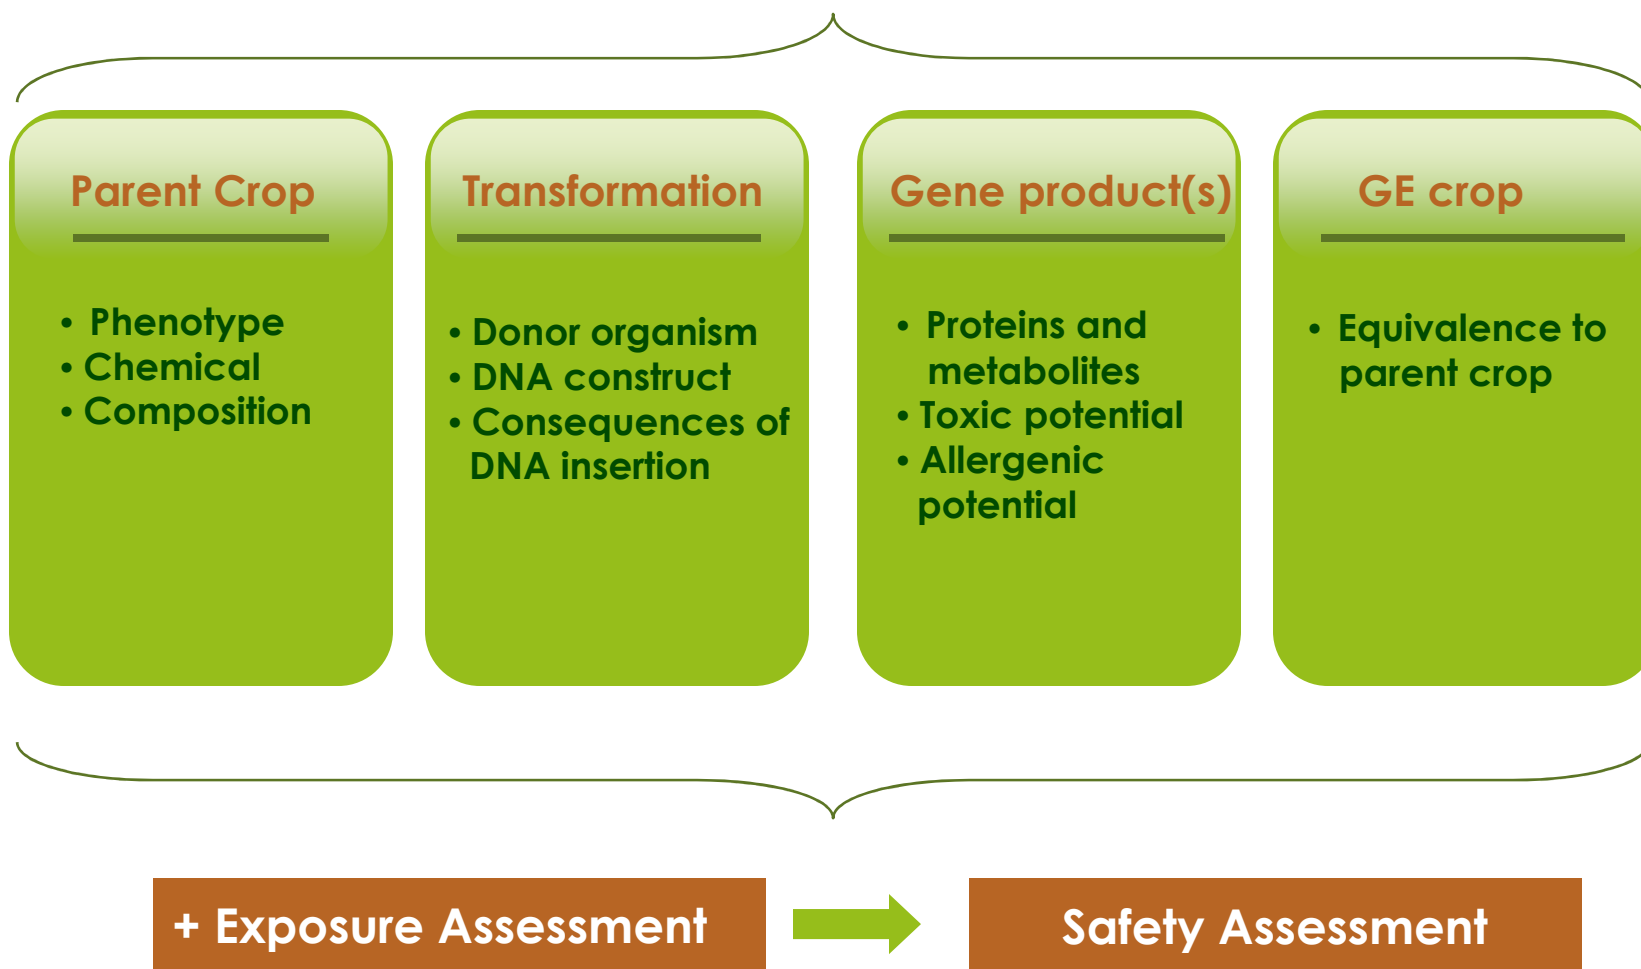 Parent Crop
• Phenotype
• Chemical
• Composition
Transformation
• Donor organism
• DNA construct
• Consequences of
DNA insertion
Gene product(s)
• Proteins and
metabolites
• Toxic potential
• Allergenic
potential
GE crop
• Equivalence to
parent crop
+ Exposure Assessment
Safety Assessment